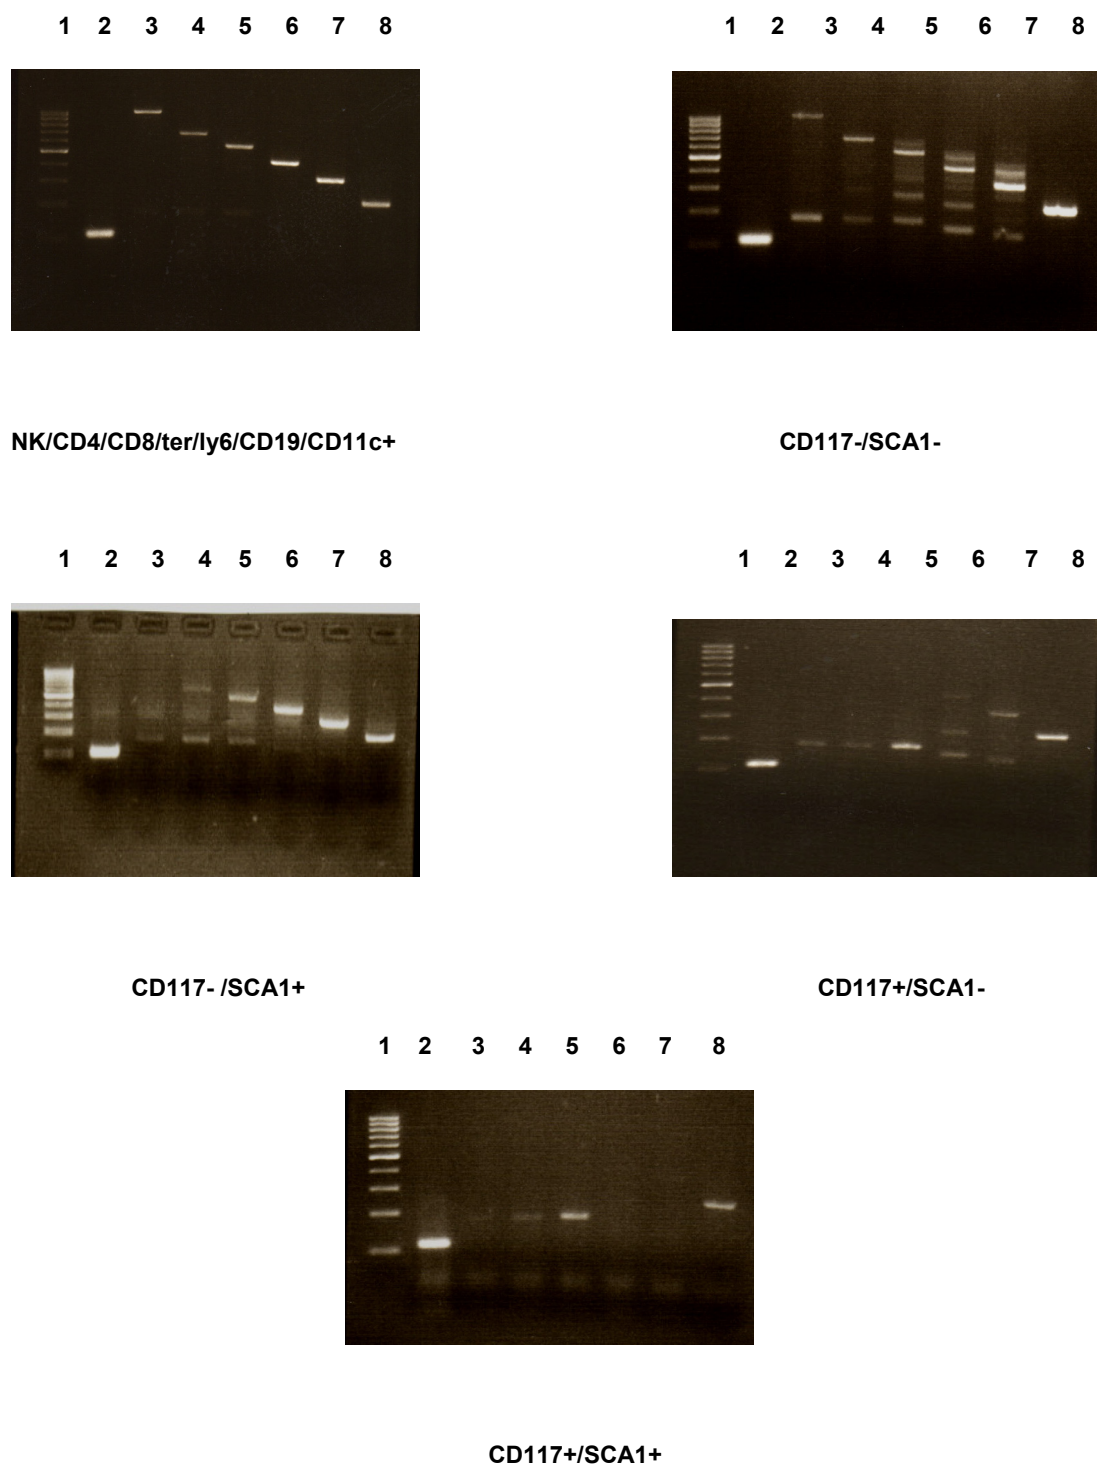 1 2 3 4 5 6 7 8
1 2 3 4 5 6 7 8
NK/CD4/CD8/ter/ly6/CD19/CD11c+
CD117-/SCA1-
1 2 3 4 5 6 7 8
1 2 3 4 5 6 7 8
CD117- /SCA1+
CD117+/SCA1-
1 2 3 4 5 6 7 8
CD117+/SCA1+